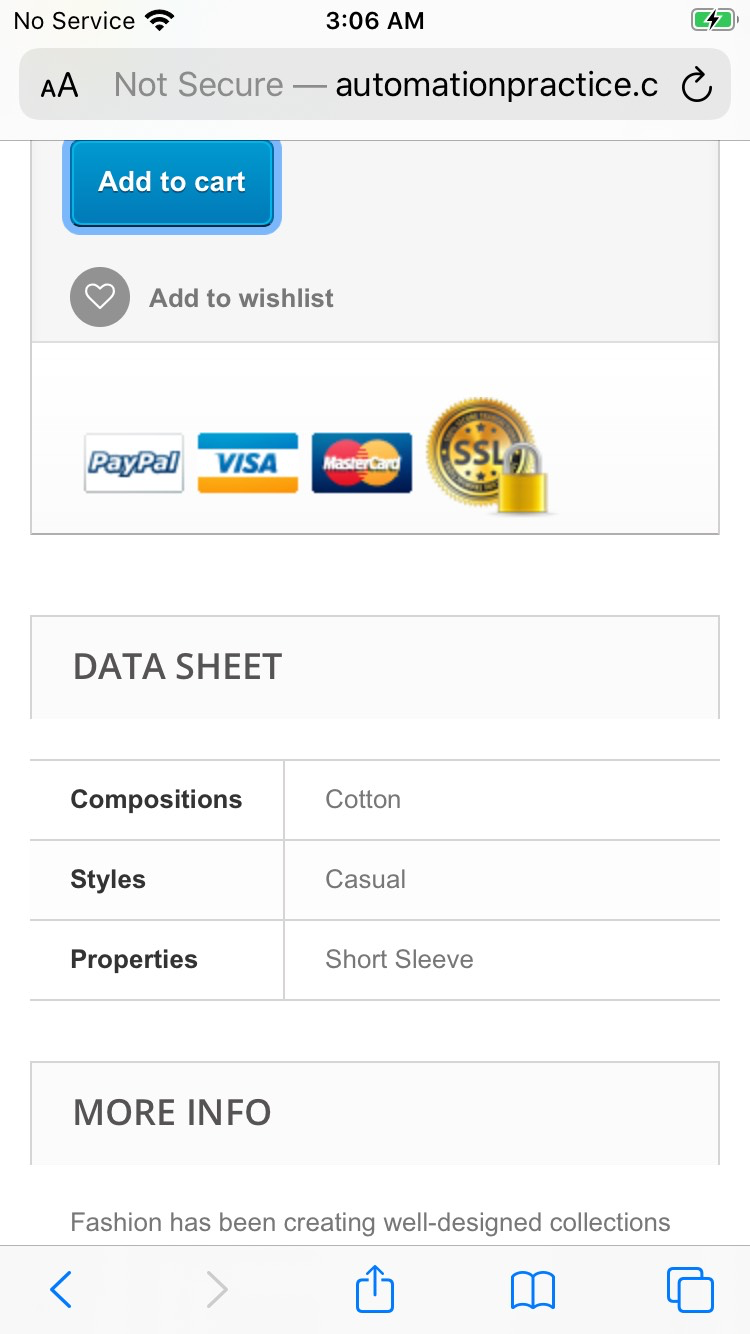 No Service 3:06 AM
AA Not Secure — automationpractice.c
Add to cart
Add to wishlist
PayPal VISA MasterCard SSL
DATA SHEET
Compositions Cotton
Styles Casual
Properties Short Sleeve
MORE INFO
Fashion has been creating well-designed collections